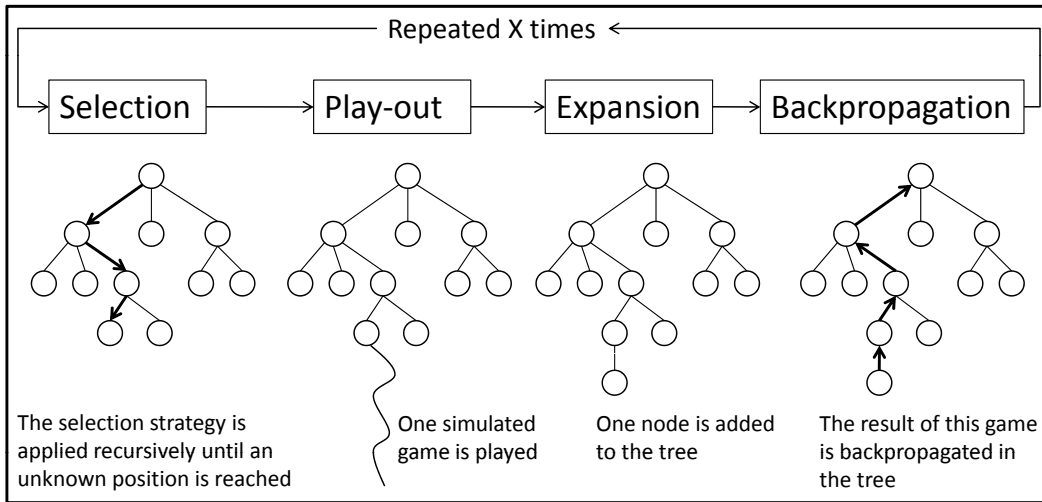 Repeated X times
Selection
Play-out
Expansion
Backpropagation
The selection strategy is
applied recursively until an
unknown position is reached
One simulated
game is played
One node is added
to the tree
The result of this game
is backpropagated in
the tree